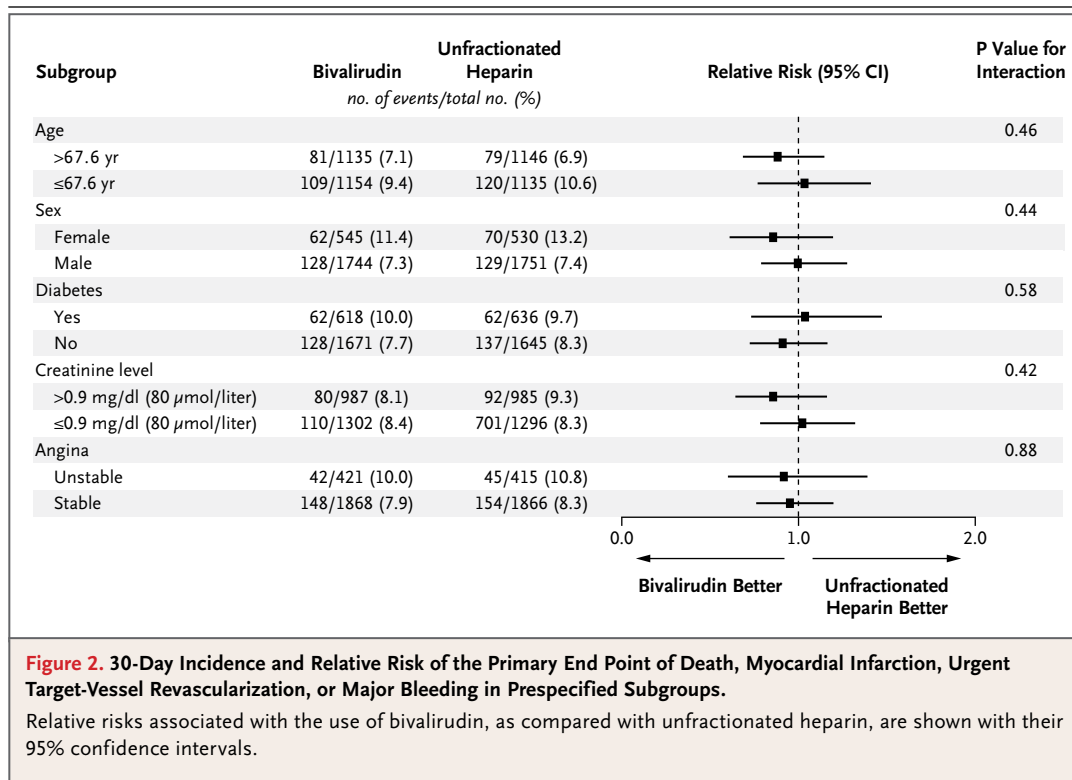 Subgroup Bivalirudin Unfractionated Heparin Relative Risk (95% CI) P Value for Interaction
no. of events/total no. (%)
Age 0.46
>67.6 yr 81/1135 (7.1) 79/1146 (6.9)
≤67.6 yr 109/1154 (9.4) 120/1135 (10.6)
Sex 0.44
Female 62/545 (11.4) 70/530 (13.2)
Male 128/1744 (7.3) 129/1751 (7.4)
Diabetes 0.58
Yes 62/618 (10.0) 62/636 (9.7)
No 128/1671 (7.7) 137/1645 (8.3)
Creatinine level 0.42
>0.9 mg/dl (80 µmol/liter) 80/987 (8.1) 92/985 (9.3)
≤0.9 mg/dl (80 µmol/liter) 110/1302 (8.4) 701/1296 (8.3)
Angina 0.88
Unstable 42/421 (10.0) 45/415 (10.8)
Stable 148/1868 (7.9) 154/1866 (8.3)
0.0 1.0 2.0
Bivalirudin Better Unfractionated Heparin Better
Figure 2. 30-Day Incidence and Relative Risk of the Primary End Point of Death, Myocardial Infarction, Urgent
Target-Vessel Revascularization, or Major Bleeding in Prespecified Subgroups.
Relative risks associated with the use of bivalirudin, as compared with unfractionated heparin, are shown with their
95% confidence intervals.